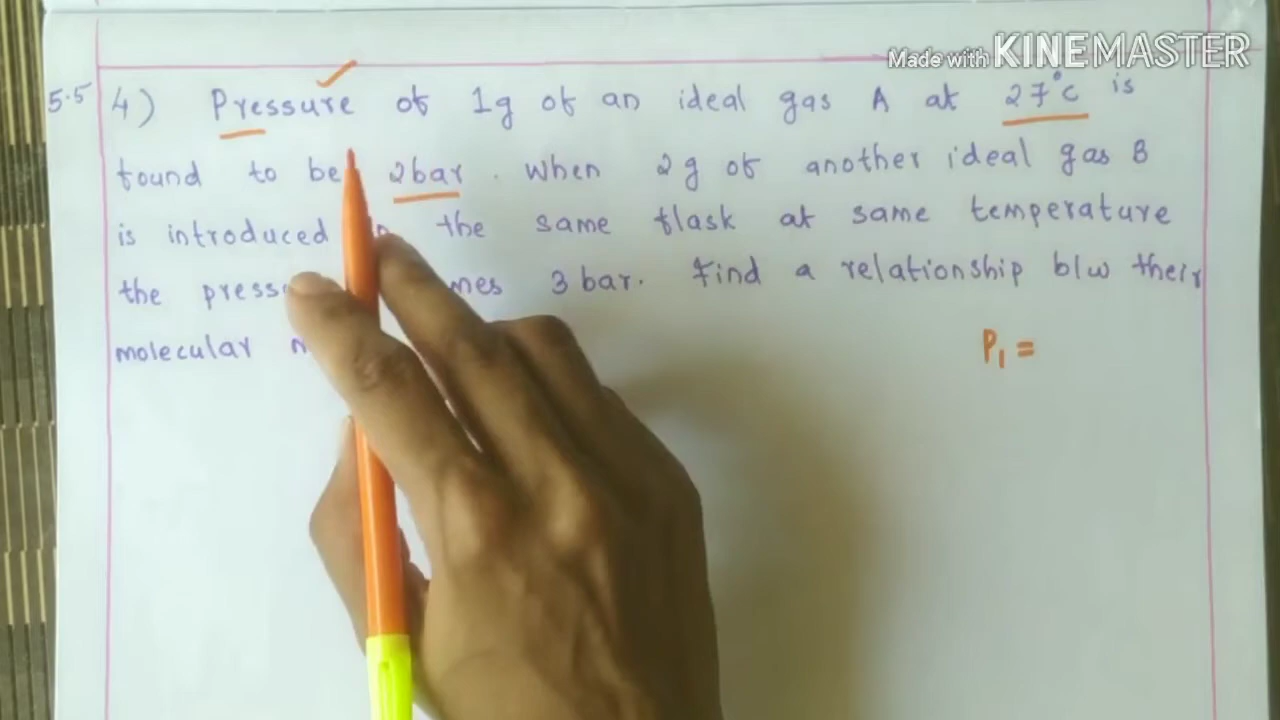 Made with KINEMASTER
5.5 4) Pressure of 1g of an ideal gas A at 27°c is
found to be 2bar. When 2g of another ideal gas B
is introduced the same flask at same temperature
the 3 bar. Find a relationship b/w their
molecular
P₁ =